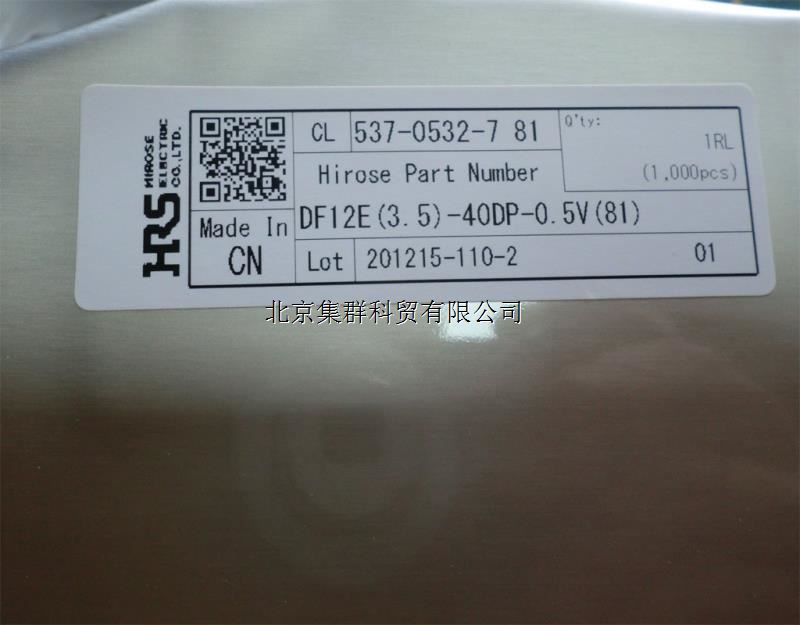 HRS HIROSE
ELECTRIC
CO.,LTD.
CL 537-0532-7 81
Q'ty:
1RL
(1,000pcs)
Hirose Part Number
DF12E(3.5)-40DP-0.5V(81)
Made In
CN
Lot 201215-110-2 01
北京集群科贸有限公司